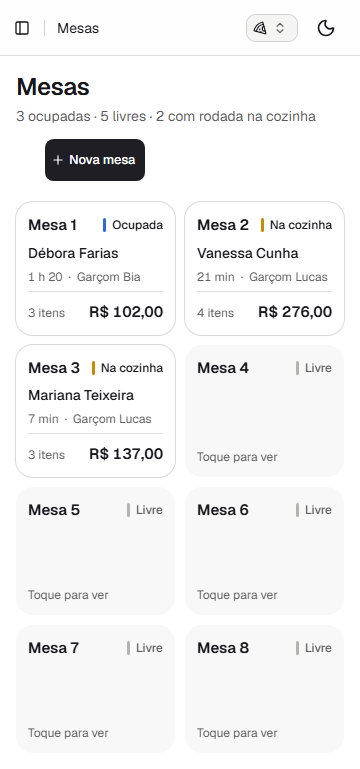 Mesas
Mesas
3 ocupadas · 5 livres · 2 com rodada na cozinha
+ Nova mesa
Mesa 1 Ocupada
Débora Farias
1 h 20 · Garçom Bia
3 itens R$ 102,00
Mesa 2 Na cozinha
Vanessa Cunha
21 min · Garçom Lucas
4 itens R$ 276,00
Mesa 3 Na cozinha
Mariana Teixeira
7 min · Garçom Lucas
3 itens R$ 137,00
Mesa 4 Livre
Toque para ver
Mesa 5 Livre
Toque para ver
Mesa 6 Livre
Toque para ver
Mesa 7 Livre
Toque para ver
Mesa 8 Livre
Toque para ver